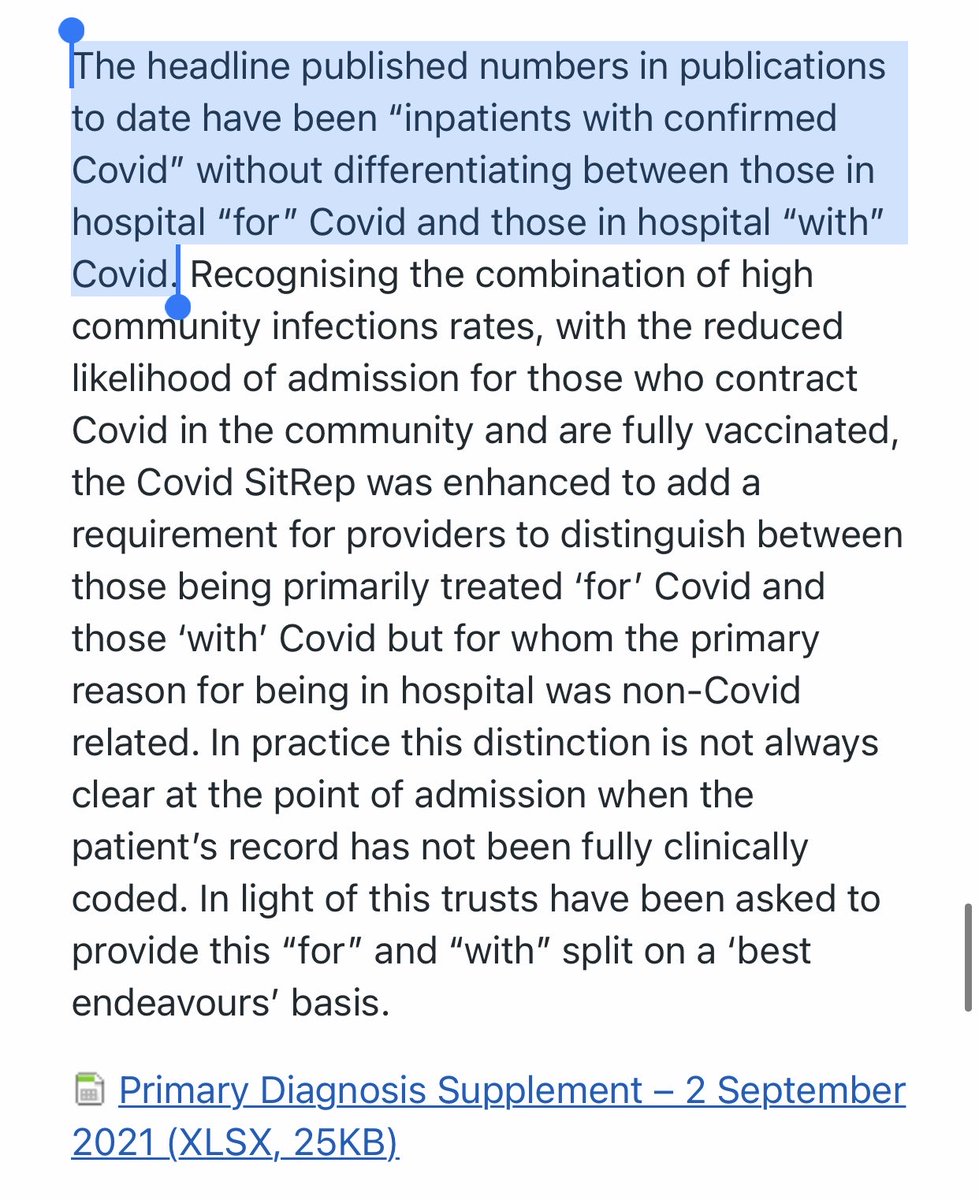 The headline published numbers in publications
to date have been “inpatients with confirmed
Covid” without differentiating between those in
hospital “for” Covid and those in hospital “with”
Covid. Recognising the combination of high
community infections rates, with the reduced
likelihood of admission for those who contract
Covid in the community and are fully vaccinated,
the Covid SitRep was enhanced to add a
requirement for providers to distinguish between
those being primarily treated ‘for’ Covid and
those ‘with’ Covid but for whom the primary
reason for being in hospital was non-Covid
related. In practice this distinction is not always
clear at the point of admission when the
patient’s record has not been fully clinically
coded. In light of this trusts have been asked to
provide this “for” and “with” split on a ‘best
endeavours’ basis.
Primary Diagnosis Supplement – 2 September
2021 (XLSX, 25KB)